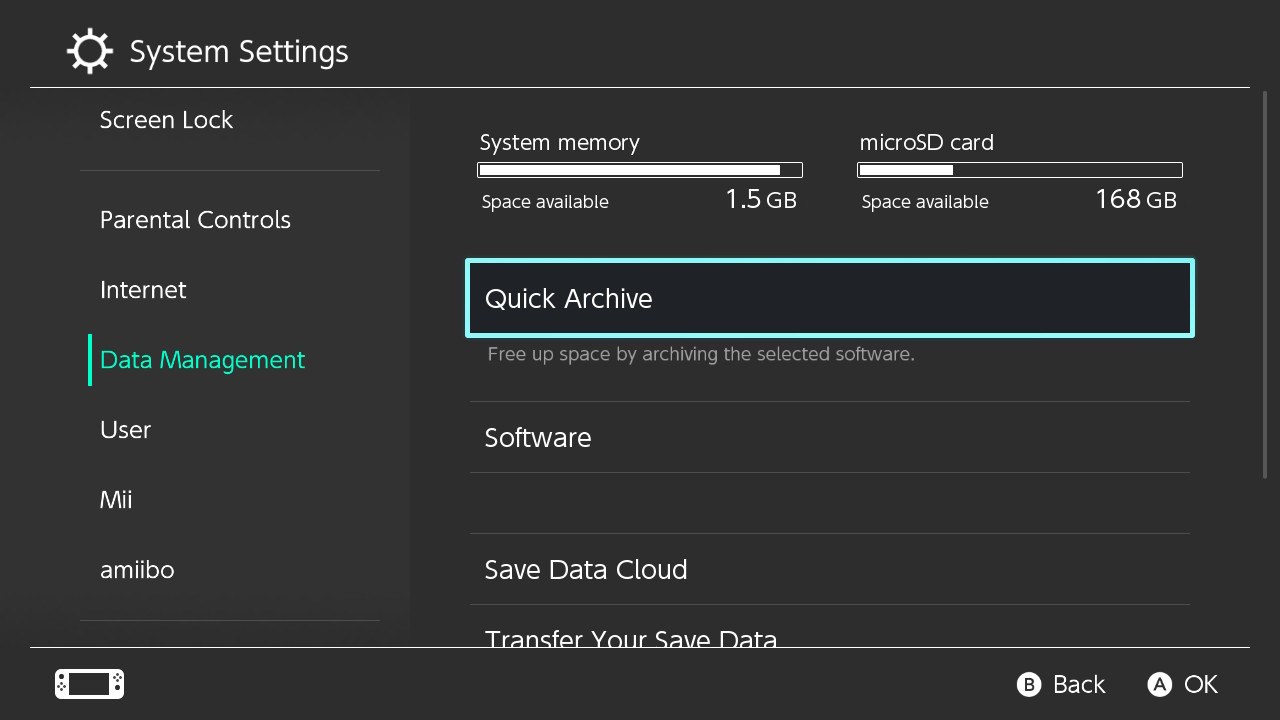 System Settings
Screen Lock
Parental Controls
Internet
Data Management
User
Mii
amiibo
System memory
Space available 1.5 GB
microSD card
Space available 168 GB
Quick Archive
Free up space by archiving the selected software.
Software
Save Data Cloud
Transfer Your Save Data
B Back
A OK